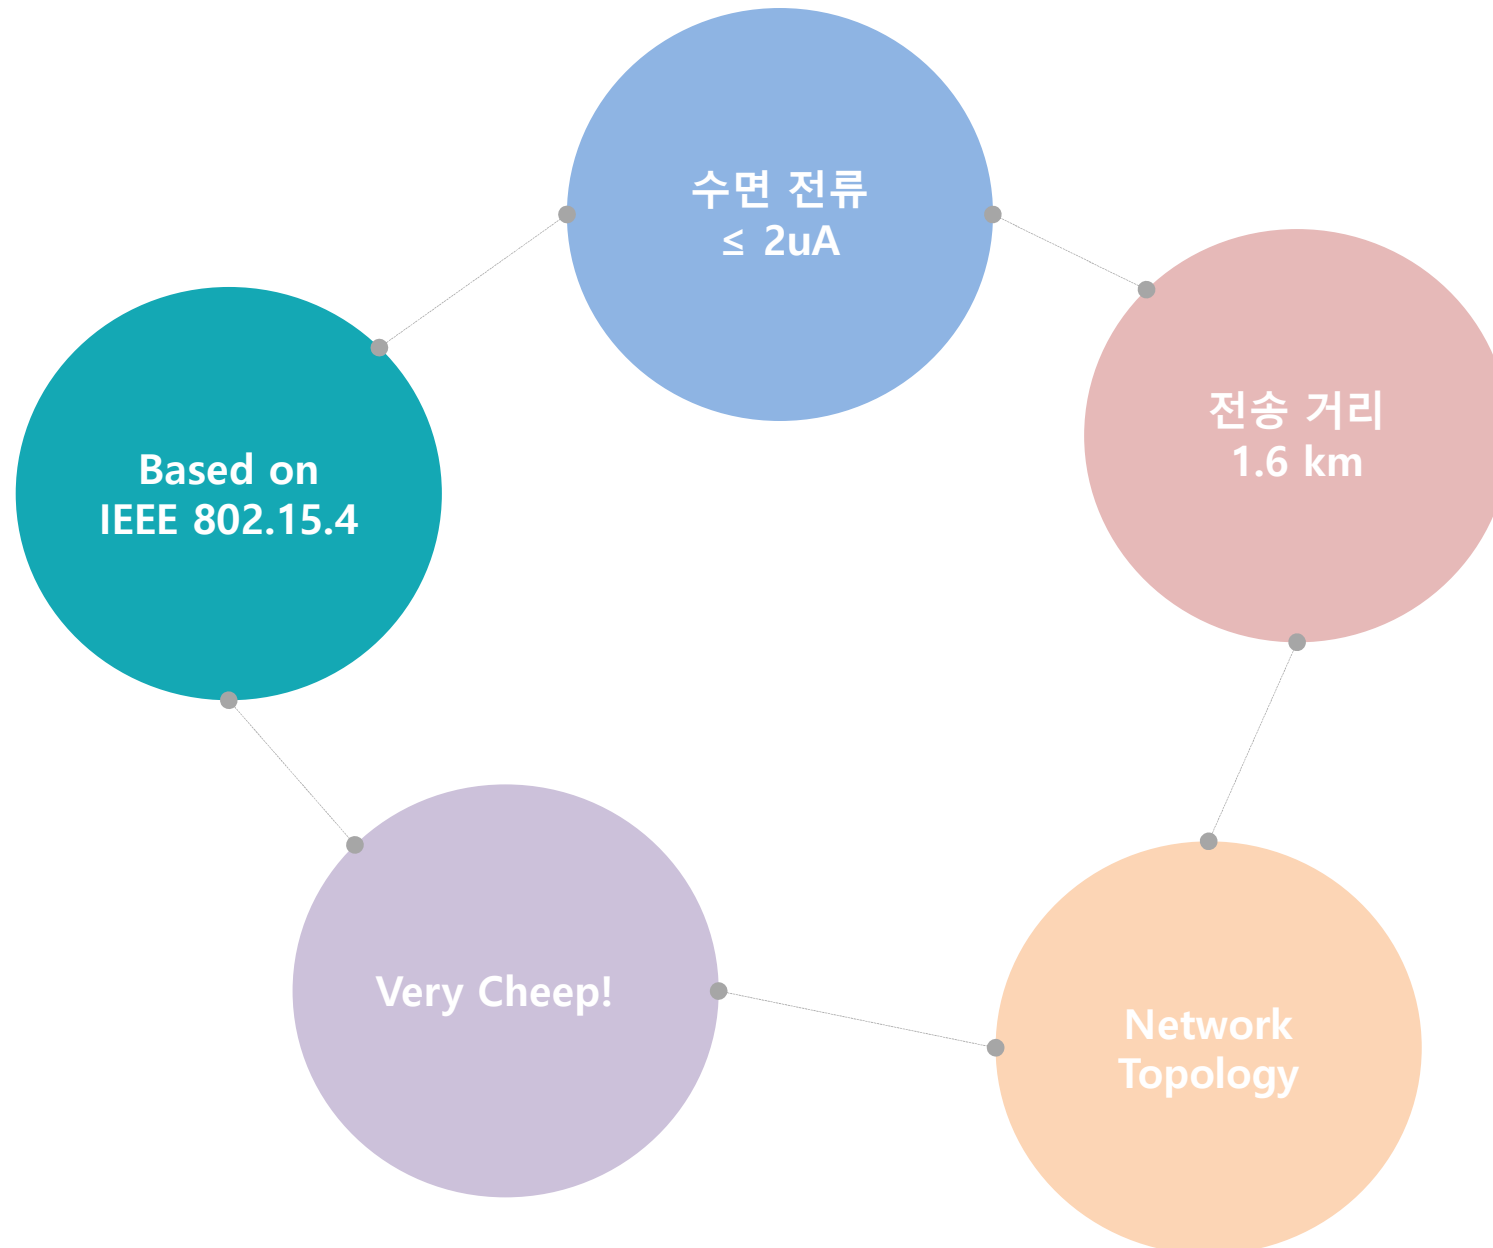 수면 전류
≤ 2uA
전송 거리
1.6 km
Based on
IEEE 802.15.4
Very Cheep!
Network
Topology